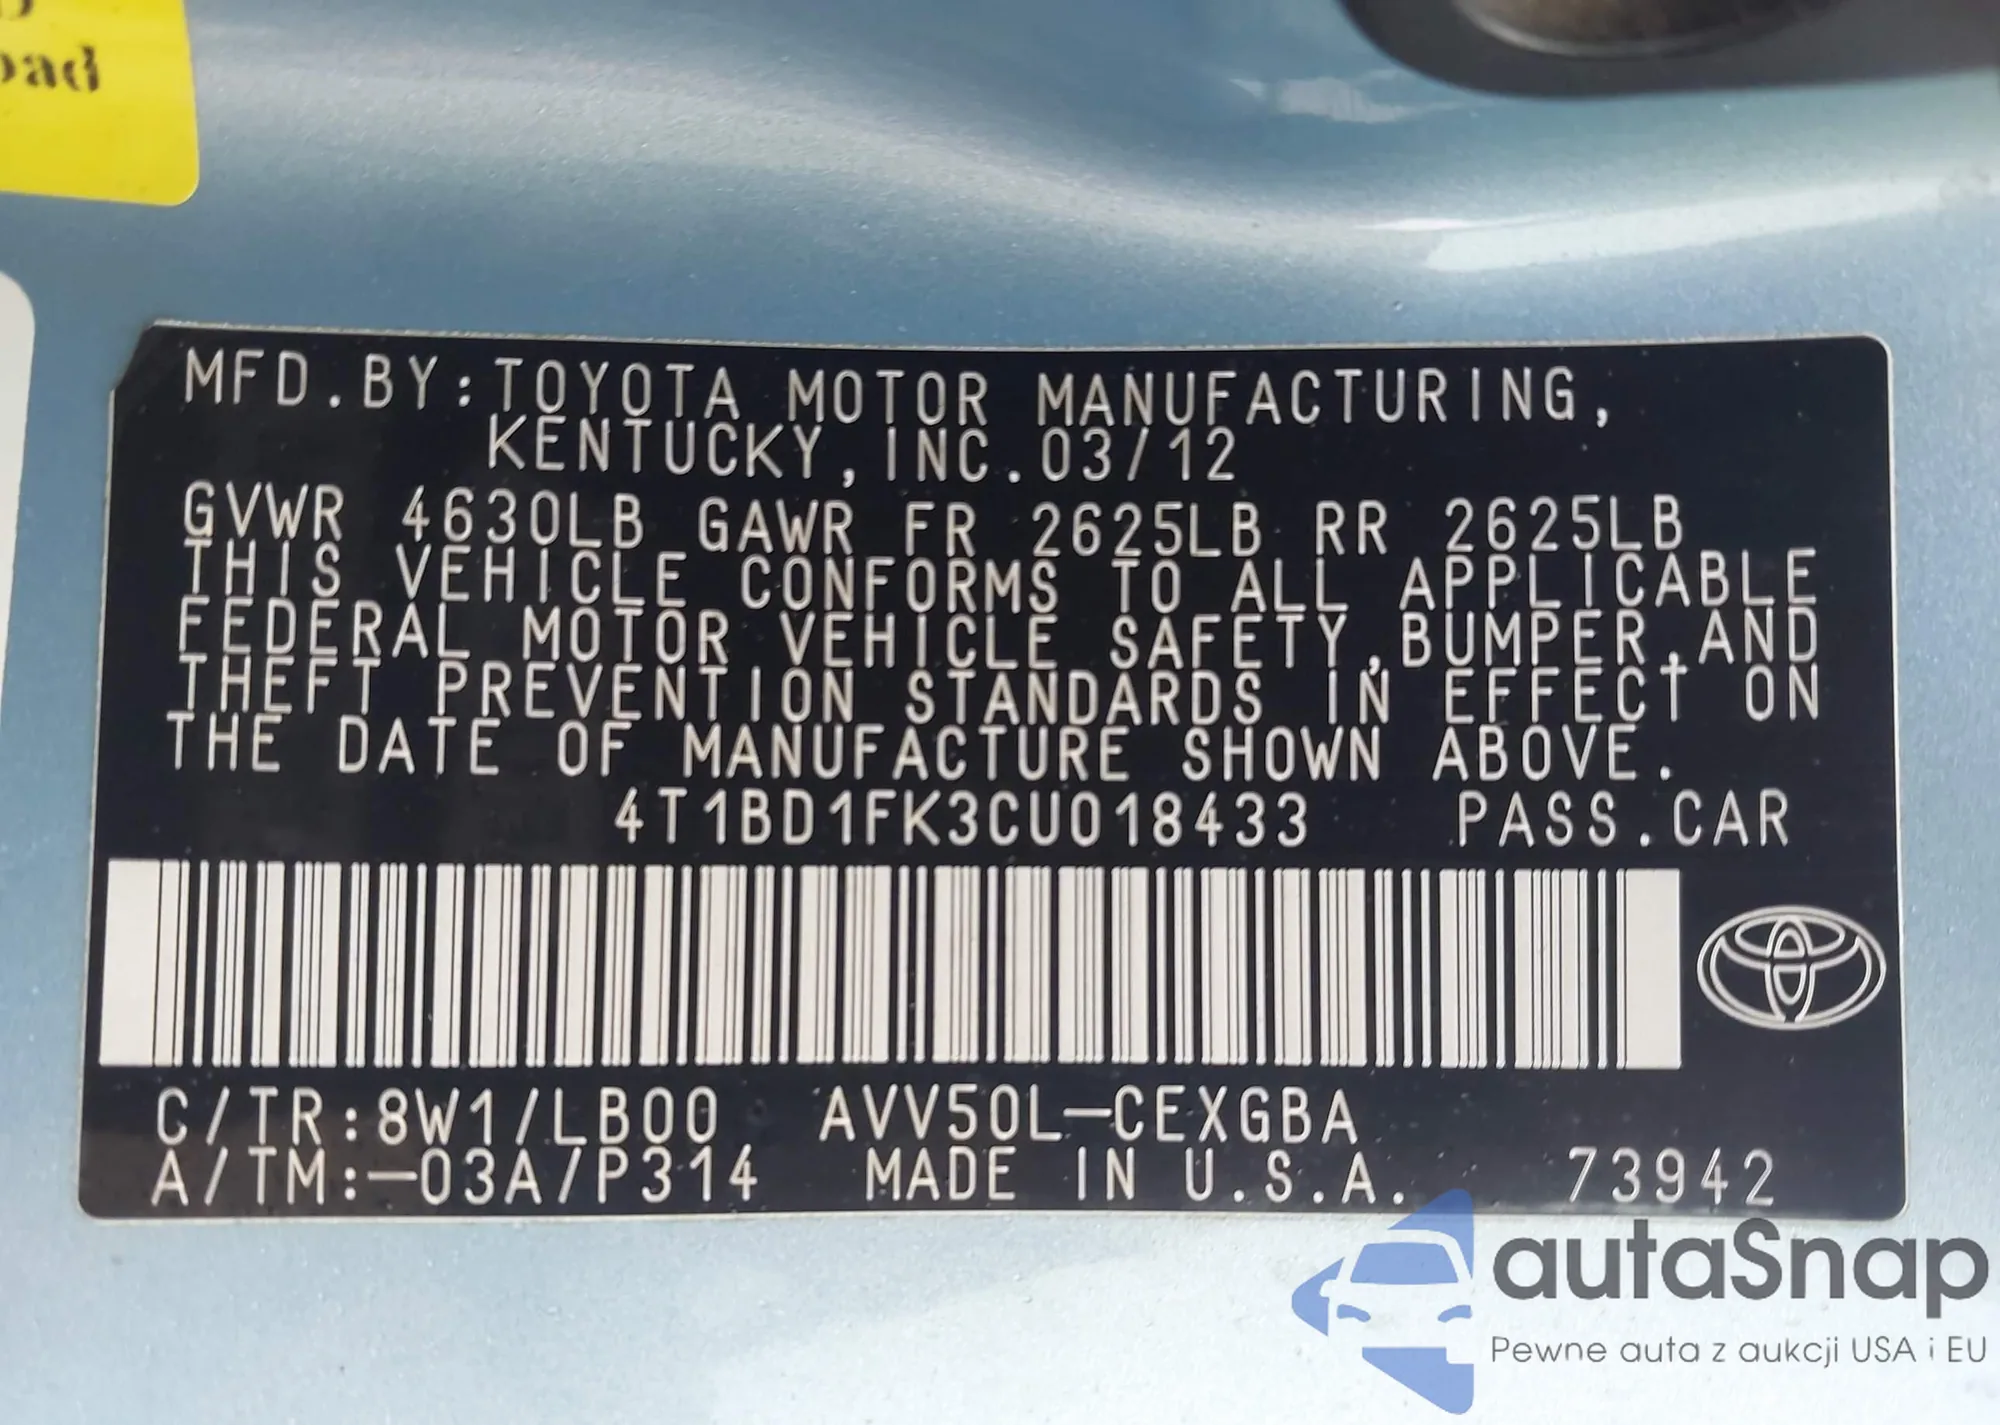 oad
MFD.BY:TOYOTA MOTOR MANUFACTURING,
KENTUCKY,INC.03/12
GVWR 4630LB GAWR FR 2625LB RR 2625LB
THIS VEHICLE CONFORMS TO ALL APPLICABLE
FEDERAL MOTOR VEHICLE SAFETY,BUMPER,AND
THEFT PREVENTION STANDARDS IN EFFECT ON
THE DATE OF MANUFACTURE SHOWN ABOVE.
4T1BD1FK3CU018433 PASS.CAR
C/TR:8W1/LB00 AVV50L-CEXGBA
A/TM:-03A/P314 MADE IN U.S.A. 73942
autaSnap
Pewne auta z aukcji USA i EU